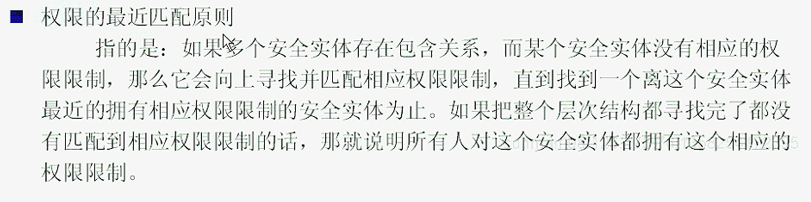 权限的最近匹配原则
指的是：如果多个安全实体存在包含关系，而某个安全实体没有相应的权
限限制，那么它会向上寻找并匹配相应权限限制，直到找到一个离这个安全实体
最近的拥有相应权限限制的安全实体为止。如果把整个层次结构都寻找完了都没
有匹配到相应权限限制的话，那就说明所有人对这个安全实体都拥有这个相应的
权限限制。